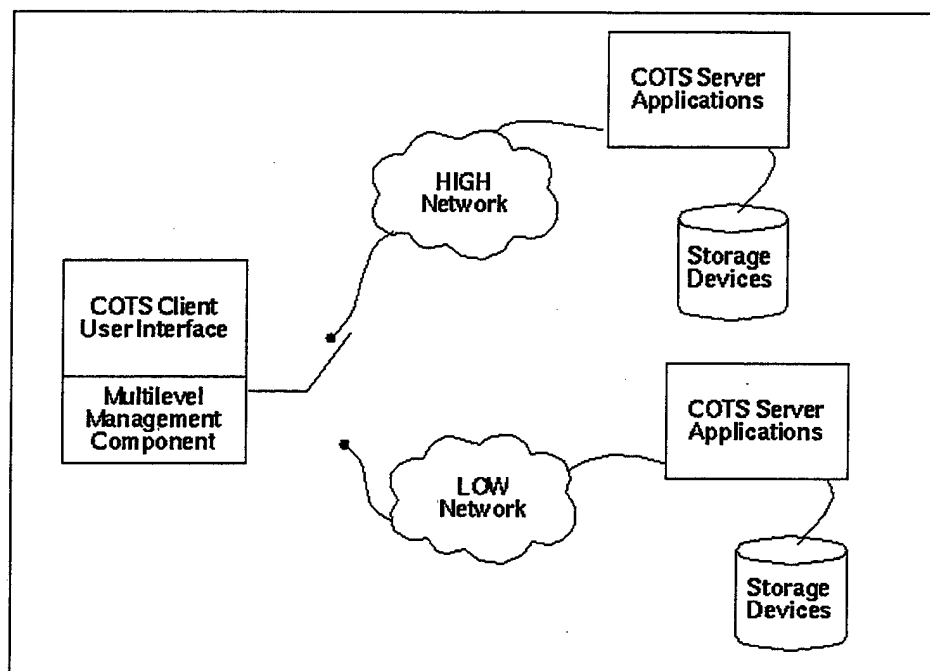 COTS Server
Applications
HIGH
Network
Storage
Devices
COTS Client
User Interface
Multilevel
Management
Component
COTS Server
Applications
LOW
Network
Storage
Devices